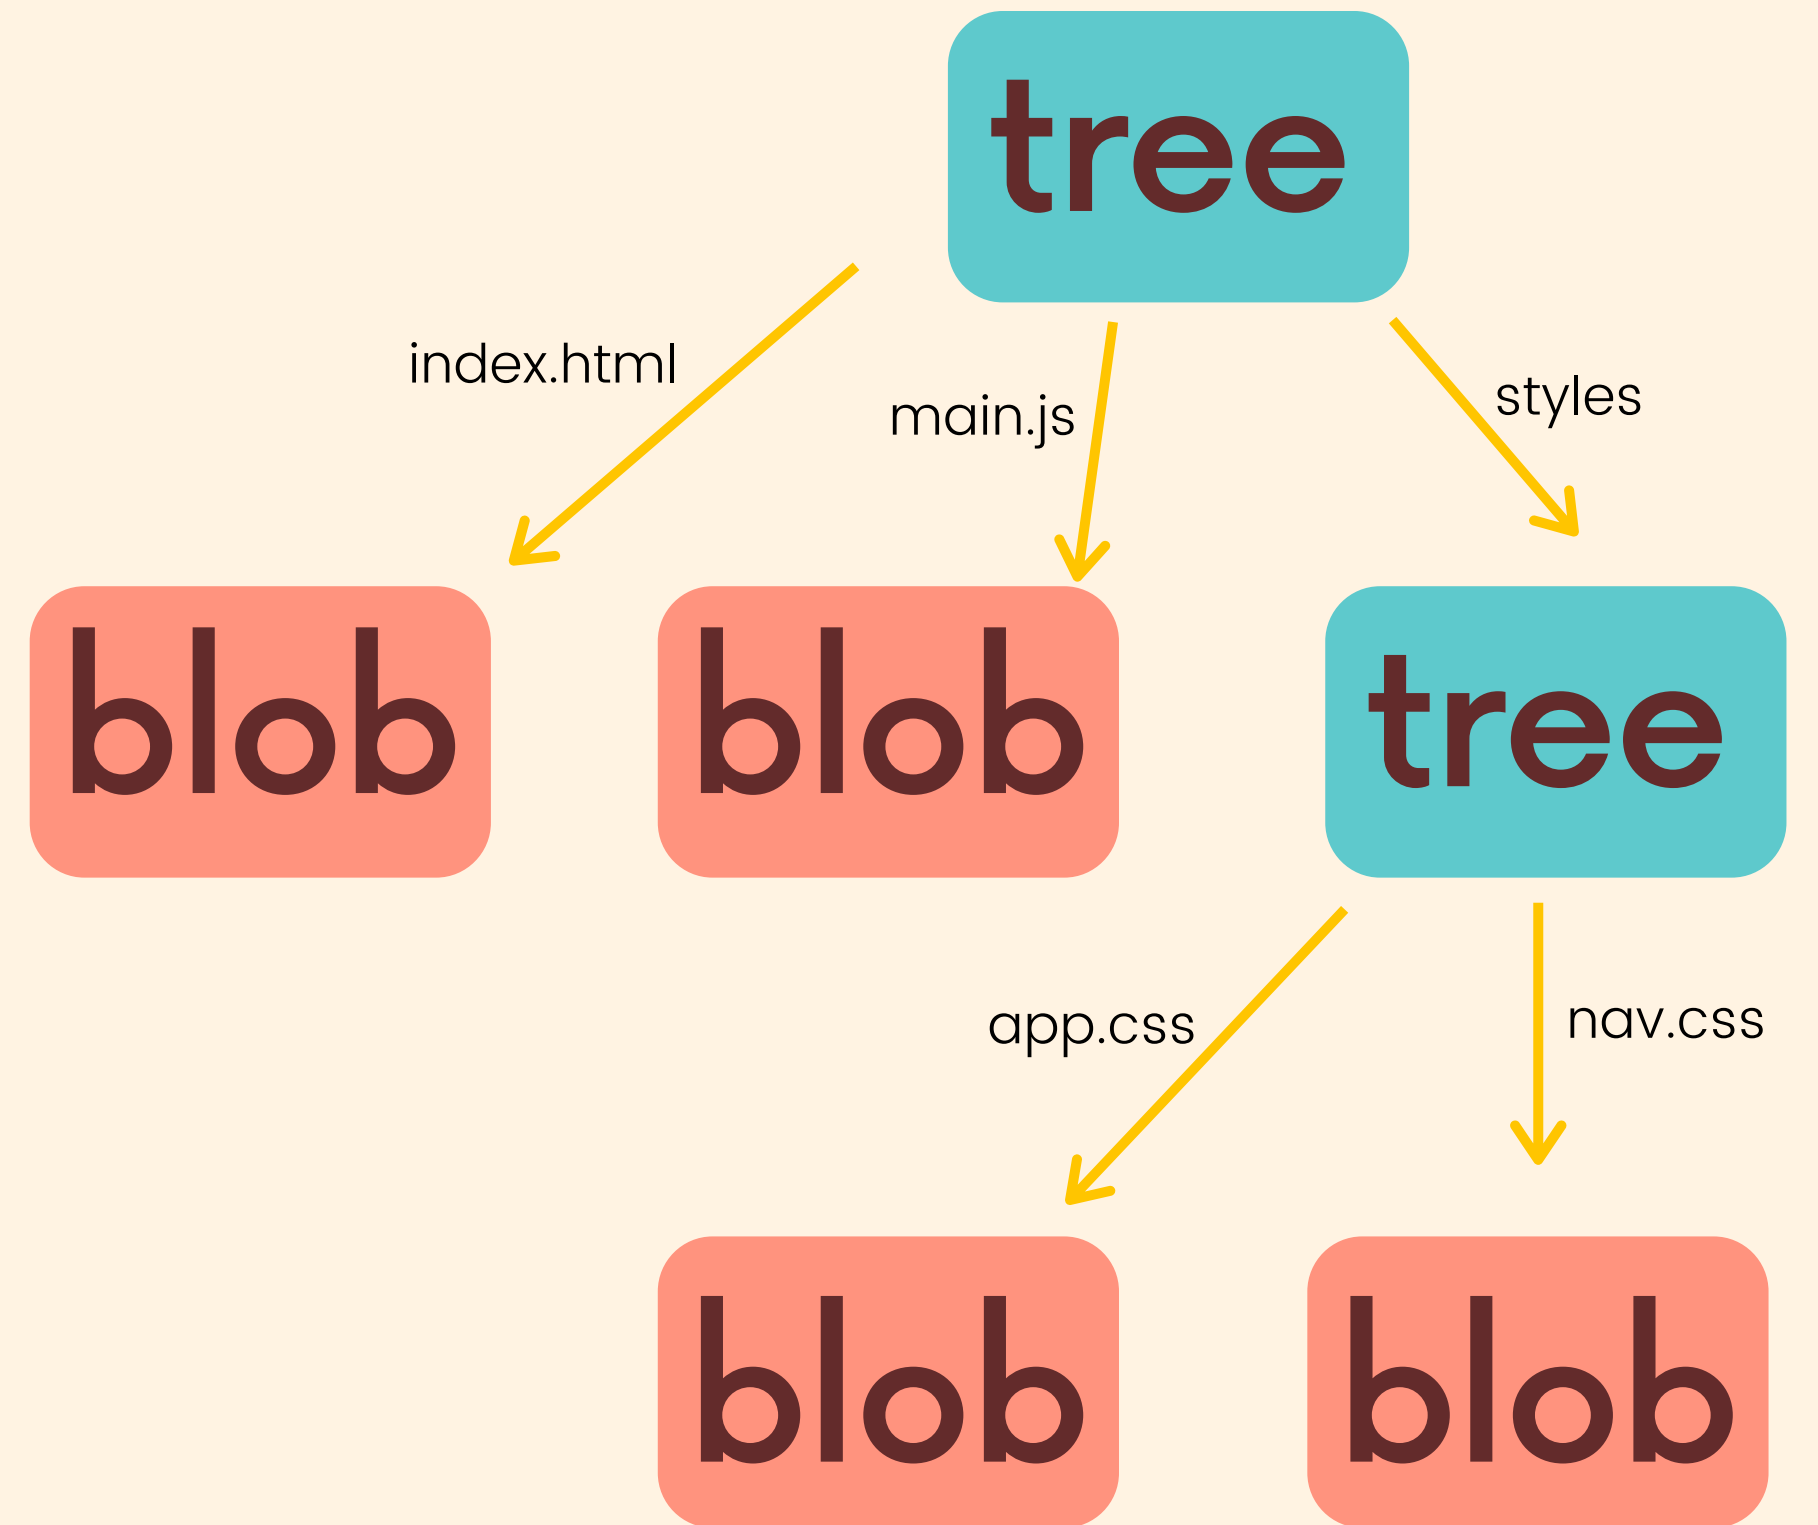 tree
index.html
main.js
styles
blob
blob
tree
app.css
nav.css
blob
blob